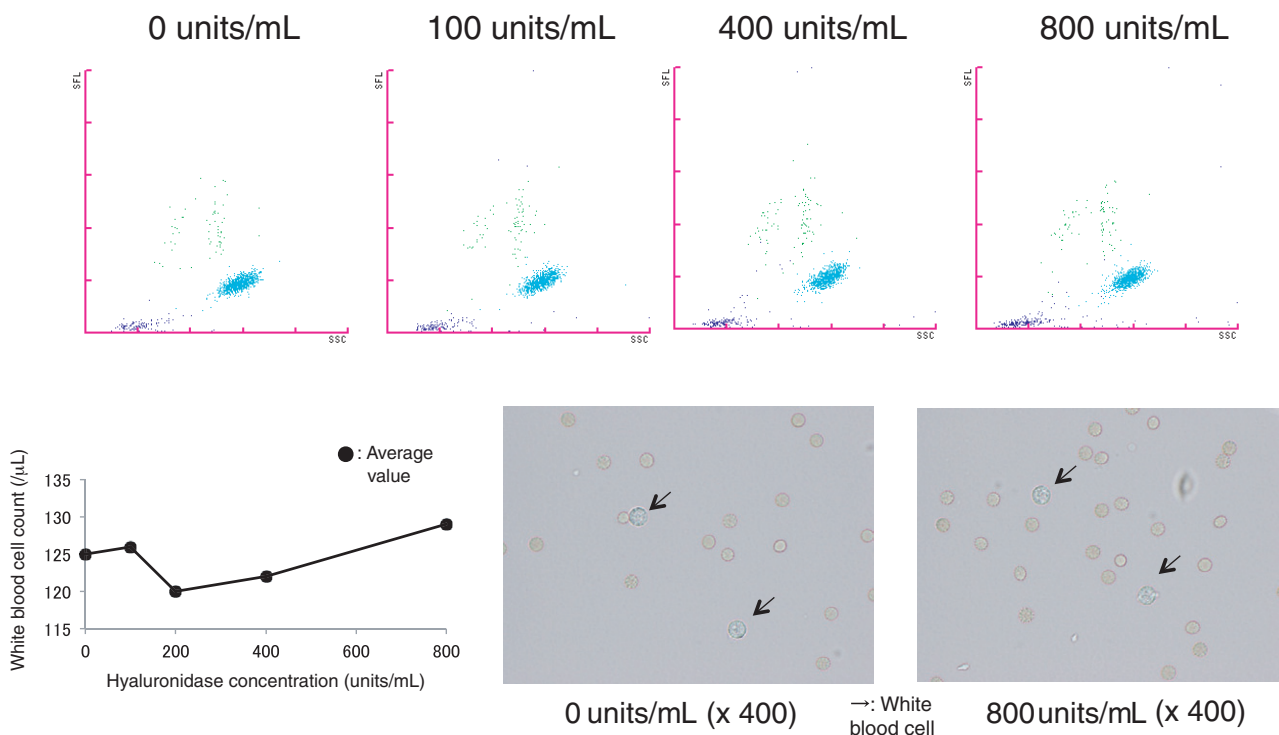 0 units/mL
100 units/mL
400 units/mL
800 units/mL
SFL
SFL
SFL
SFL
SSC
SSC
SSC
SSC
: Average
value
White blood cell count (/μL)
135
130
125
120
115
0
200
400
600
800
Hyaluronidase concentration (units/mL)
0 units/mL (x 400)
→: White
blood cell
800units/mL (x 400)